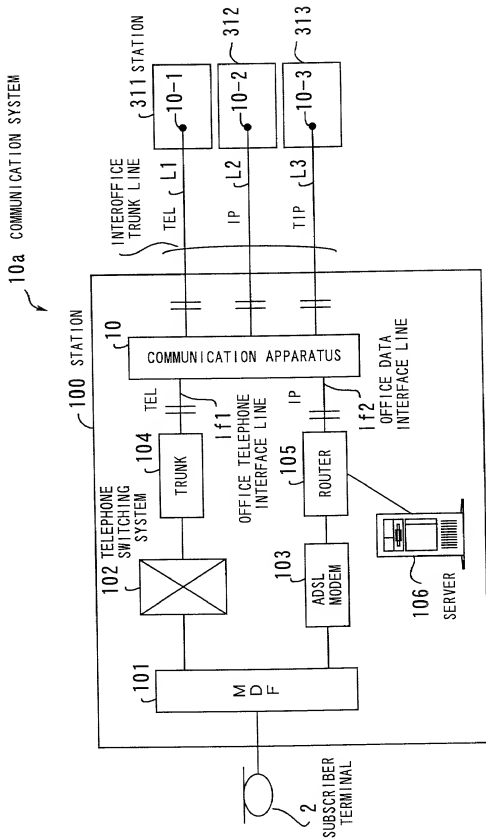 10a COMMUNICATION SYSTEM
100 STATION
311 STATION
10-1
312
10-2
313
10-3
INTEROFFICE
TRUNK LINE
TEL
L1
IP
L2
TIP
L3
10
COMMUNICATION APPARATUS
TEL
If1
OFFICE TELEPHONE
INTERFACE LINE
IP
If2
OFFICE DATA
INTERFACE LINE
104
TRUNK
105
ROUTER
102 TELEPHONE
SWITCHING
SYSTEM
103
ADSL
MODEM
106
SERVER
101
MDF
2
SUBSCRIBER
TERMINAL